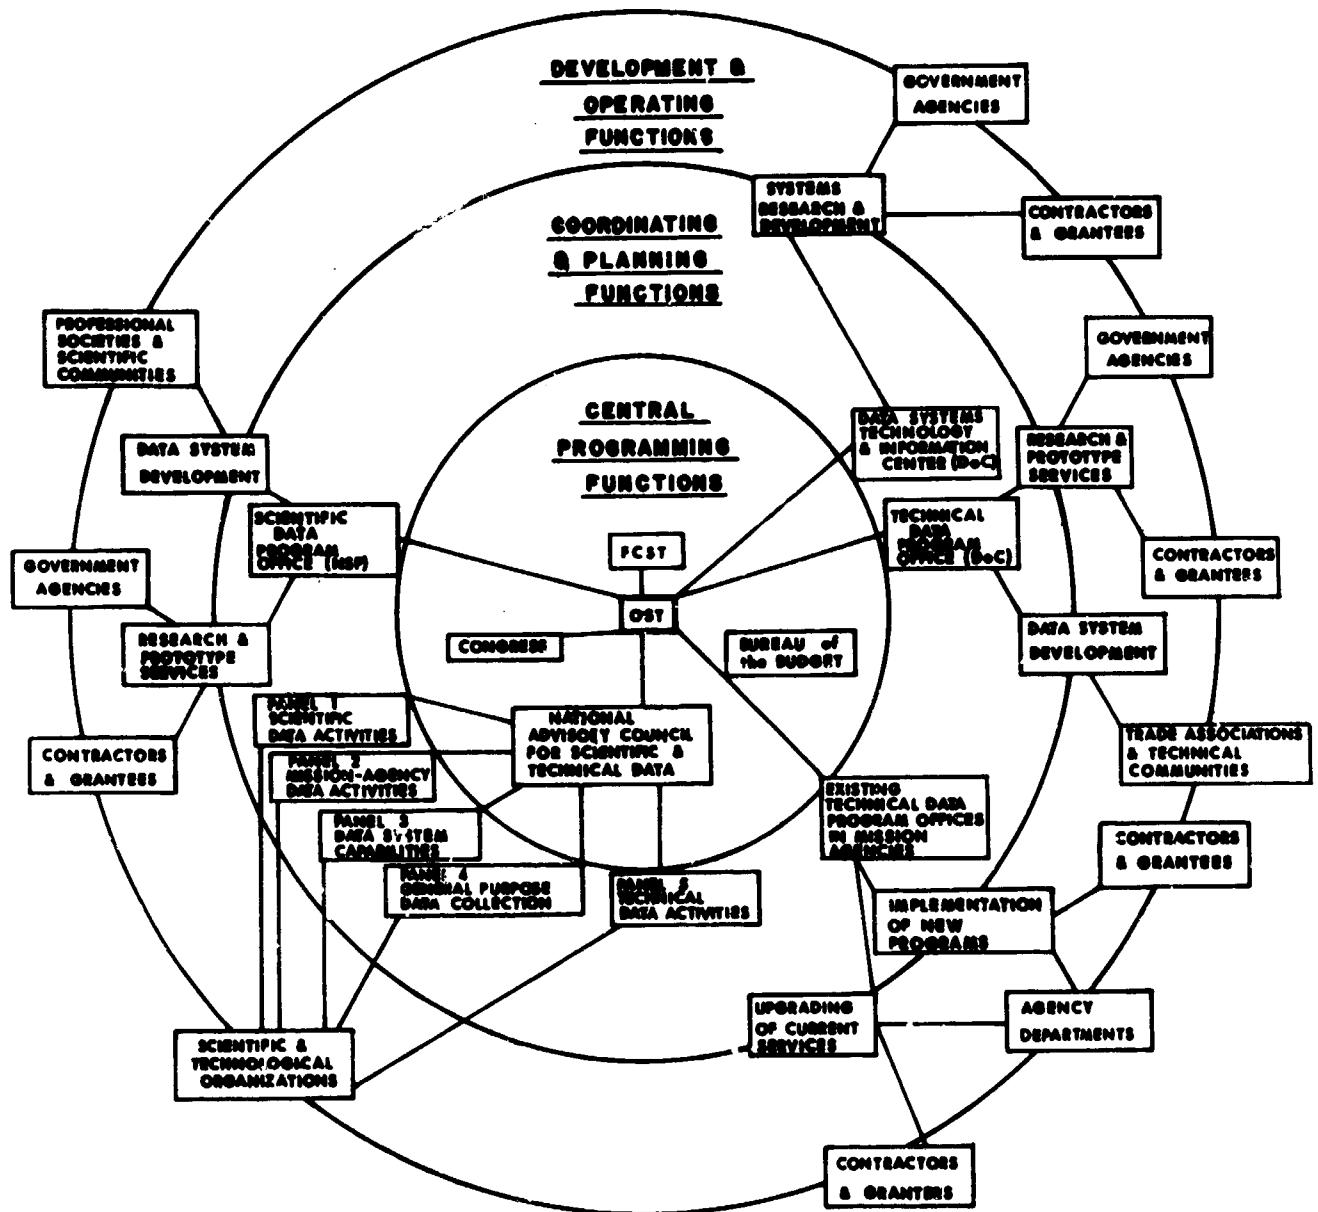 DEVELOPMENT &
OPERATING
FUNCTIONS
GOVERNMENT
AGENCIES
SYSTEMS
RESEARCH &
DEVELOPMENT
CONTRACTORS
& GRANTEES
COORDINATING
& PLANNING
FUNCTIONS
PROFESSIONAL
SOCIETIES &
SCIENTIFIC
COMMUNITIES
GOVERNMENT
AGENCIES
CENTRAL
PROGRAMMING
FUNCTIONS
DATA SYSTEMS
TECHNOLOGY
& INFORMATION
CENTER (DoC)
RESEARCH &
PROTOTYPE
SERVICES
DATA SYSTEM
DEVELOPMENT
SCIENTIFIC
DATA
PROGRAM
OFFICE (NSF)
TECHNICAL
DATA
PROGRAM
OFFICE (DoC)
FCST
GOVERNMENT
AGENCIES
CONTRACTORS
& GRANTERS
OST
RESEARCH &
PROTOTYPE
SERVICES
CONGRESS
BUREAU of
the BUDGET
DATA SYSTEM
DEVELOPMENT
PANEL 1
SCIENTIFIC
DATA ACTIVITIES
NATIONAL
ADVISORY COUNCIL
FOR SCIENTIFIC &
TECHNICAL DATA
CONTRACTORS
& GRANTEES
PANEL 2
MISSION-AGENCY
DATA ACTIVITIES
TRADE ASSOCIATIONS
& TECHNICAL
COMMUNITIES
EXISTING
TECHNICAL DATA
PROGRAM OFFICES
IN MISSION
AGENCIES
PANEL 3
DATA SYSTEM
CAPABILITIES
CONTRACTORS
& GRANTEES
PANEL 4
GENERAL PURPOSE
DATA COLLECTION
PANEL 5
TECHNICAL
DATA ACTIVITIES
IMPLEMENTATION
OF NEW
PROGRAMS
UPGRADING
OF CURRENT
SERVICES
AGENCY
DEPARTMENTS
SCIENTIFIC &
TECHNOLOGICAL
ORGANIZATIONS
CONTRACTORS
& GRANTERS